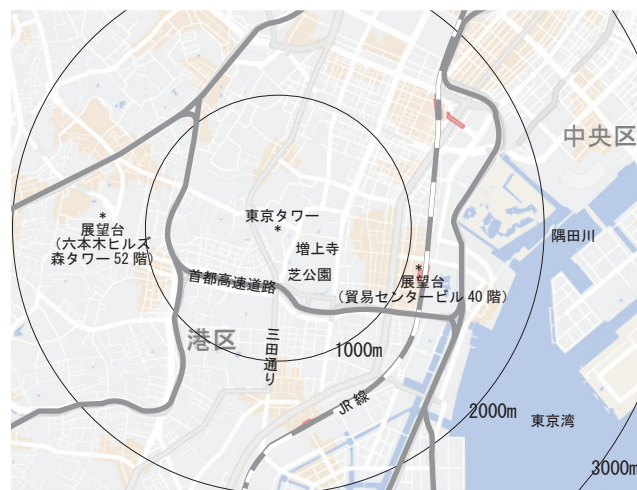 中央区
*
展望台
（六本木ヒルズ
森タワー 52 階）
東京タワー
*
増上寺
芝公園
隅田川
首都高速道路
*
展望台
（貿易センタービル 40 階）
港区
三田通り
1000m
JR 線
2000m
東京湾
3000m